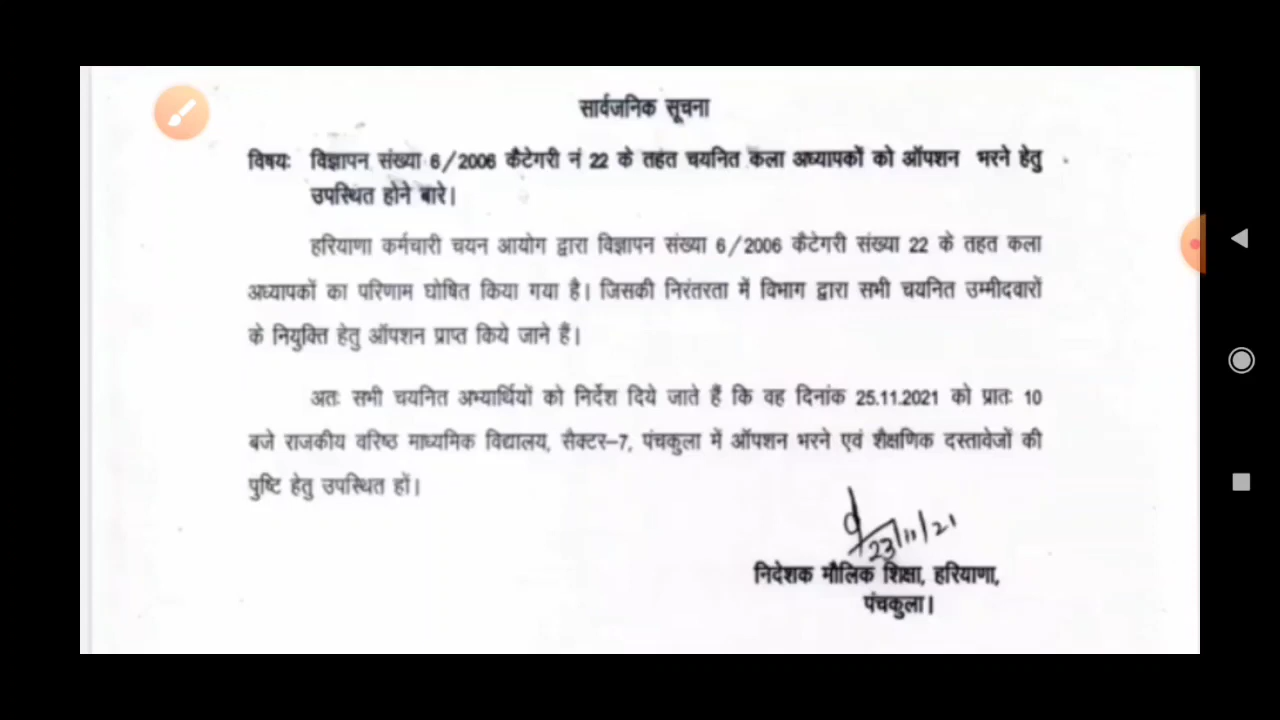 सार्वजनिक सूचना
विषयः विज्ञापन संख्या 6/2006 कैटेगरी नं 22 के तहत चयनित कला अध्यापकों को ऑपशन भरने हेतु
उपस्थित होने बारे।
हरियाणा कर्मचारी चयन आयोग द्वारा विज्ञापन संख्या 6/2006 कैटेगरी संख्या 22 के तहत कला
अध्यापकों का परिणाम घोषित किया गया है। जिसकी निरंतरता में विभाग द्वारा सभी चयनित उम्मीदवारों
के नियुक्ति हेतु ऑपशन प्राप्त किये जाने हैं।
अतः सभी चयनित अभ्यार्थियों को निर्देश दिये जाते हैं कि वह दिनांक 25.11.2021 को प्रातः 10
बजे राजकीय वरिष्ठ माध्यमिक विद्यालय, सैक्टर-7, पंचकुला में ऑपशन भरने एवं शैक्षणिक दस्तावेजों की
पुष्टि हेतु उपस्थित हों।
23/11/21
निदेशक मौलिक शिक्षा, हरियाणा,
पंचकुला।